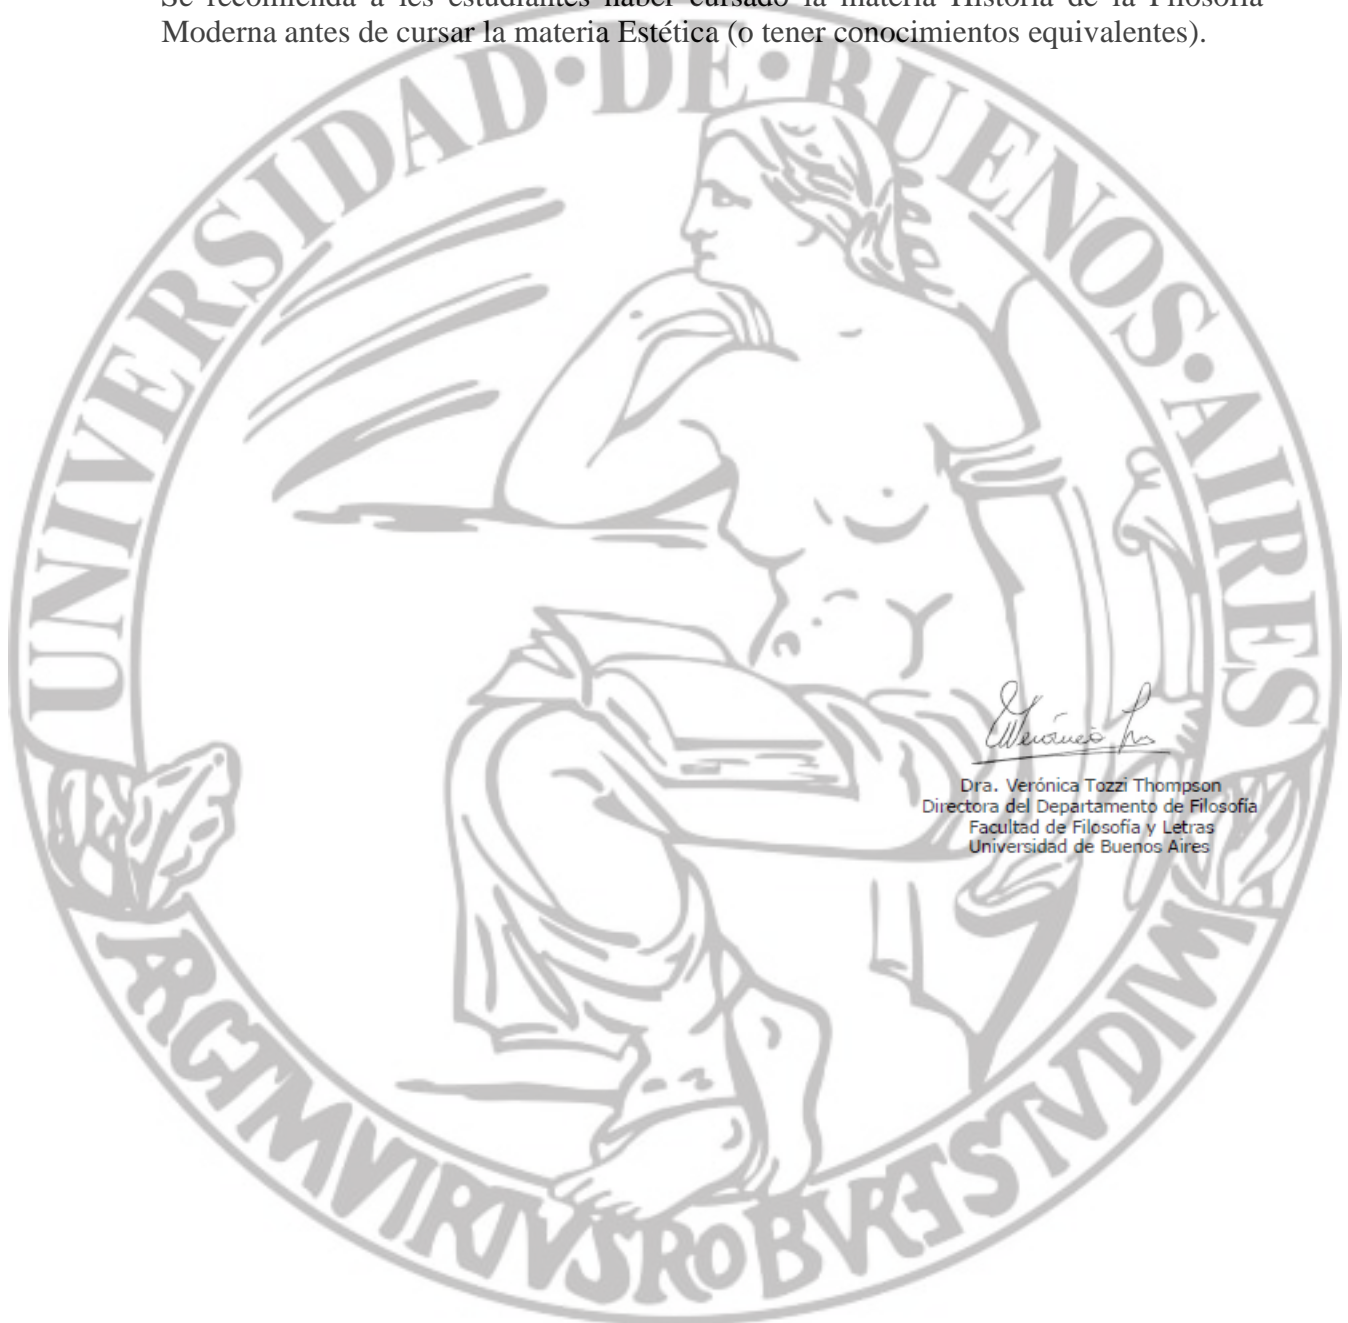 Se recomienda a les estudiantes haber cursado la materia Historia de la Filosofía
Moderna antes de cursar la materia Estética (o tener conocimientos equivalentes).
UNIVERSIDAD·DE·BUENOS·AIRES
Dra. Verónica Tozzi Thompson
Directora del Departamento de Filosofía
Facultad de Filosofía y Letras
Universidad de Buenos Aires
ARGTMVIRTVSROBVRETSTVDIVM